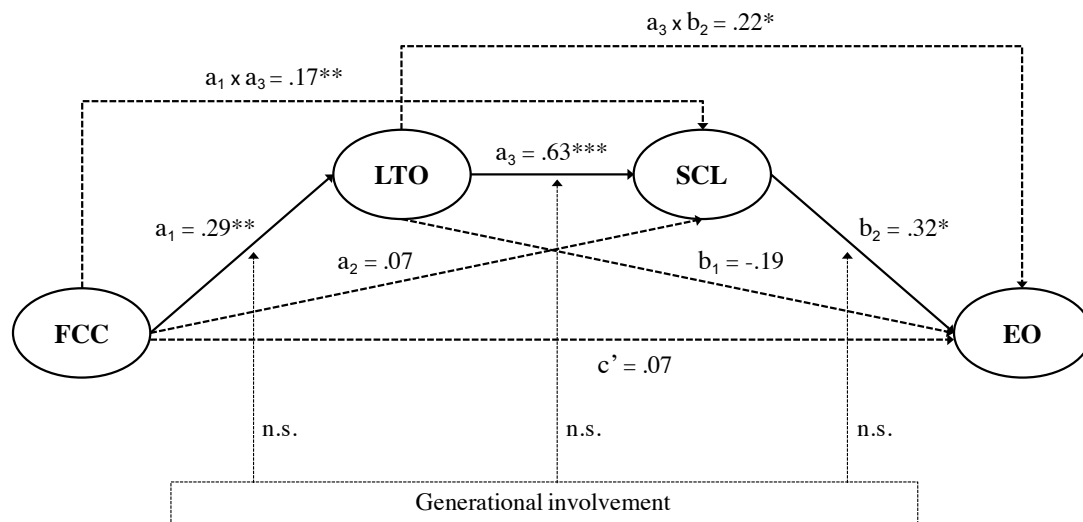 a₃ x b₂ = .22*
a₁ x a₃ = .17**
a₃ = .63***
LTO
SCL
a₁ = .29**
a₂ = .07
b₁ = -.19
b₂ = .32*
FCC
EO
c’ = .07
n.s.
n.s.
n.s.
Generational involvement